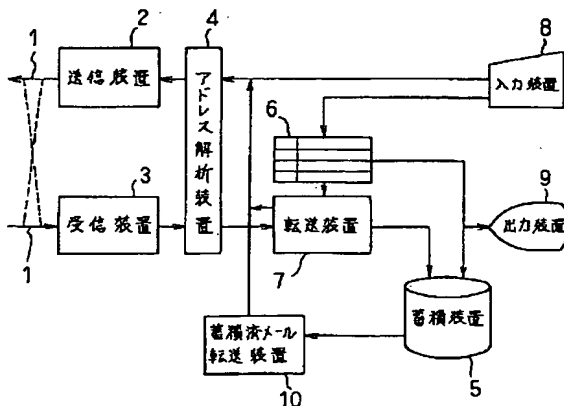 4
2
8
1
送信装置
入力装置
アドレス解析装置
6
3
9
受信装置
転送装置
出力装置
1
7
蓄積装置
蓄積済メール
転送装置
10
5